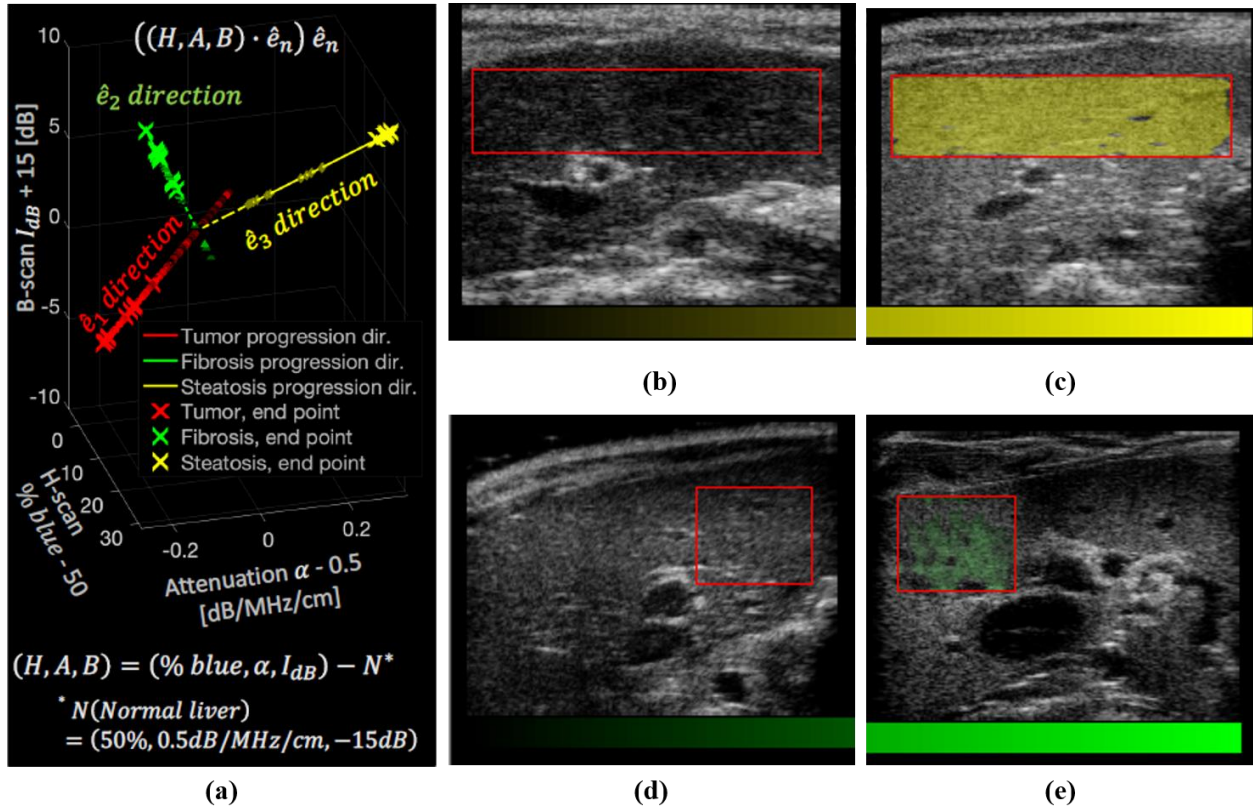 ((H, A, B) · ê_n) ê_n
ê_2 direction
ê_3 direction
ê_1 direction
B-scan I_dB + 15 [dB]
10
5
0
-5
-10
Tumor progression dir.
Fibrosis progression dir.
Steatosis progression dir.
Tumor, end point
Fibrosis, end point
Steatosis, end point
0
10
20
30
H-scan
% blue - 50
-0.2
0
0.2
Attenuation α - 0.5
[dB/MHz/cm]
(H, A, B) = (% blue, α, I_dB) − N*
* N(Normal liver)
= (50%, 0.5dB/MHz/cm, −15dB)
(a)
(b)
(c)
(d)
(e)